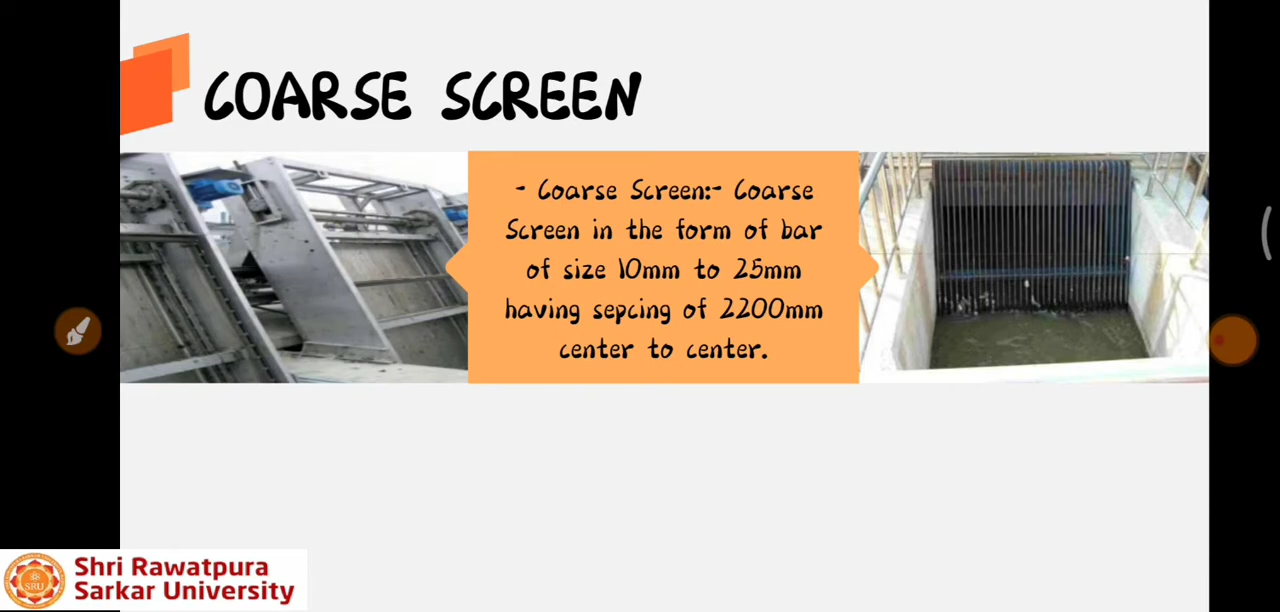 COARSE SCREEN
- Coarse Screen:- Coarse
Screen in the form of bar
of size 10mm to 25mm
having sepcing of 2200mm
center to center.
SRU
Shri Rawatpura
Sarkar University